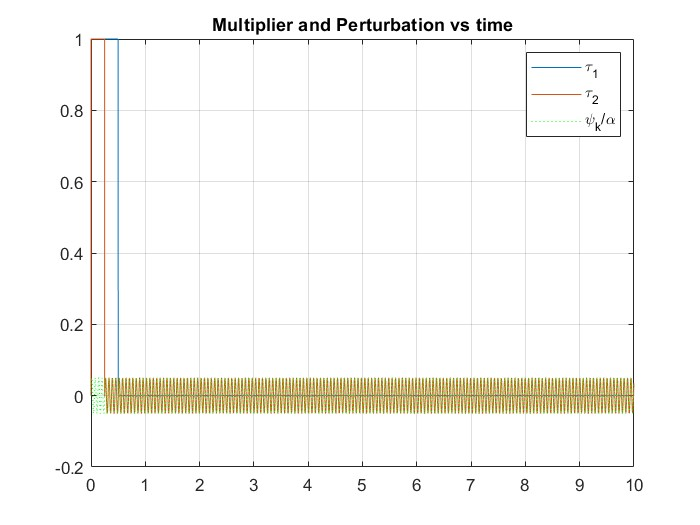 Multiplier and Perturbation vs time
1
0.8
0.6
0.4
0.2
0
-0.2
0 1 2 3 4 5 6 7 8 9 10
τ₁
τ₂
ψₖ/α